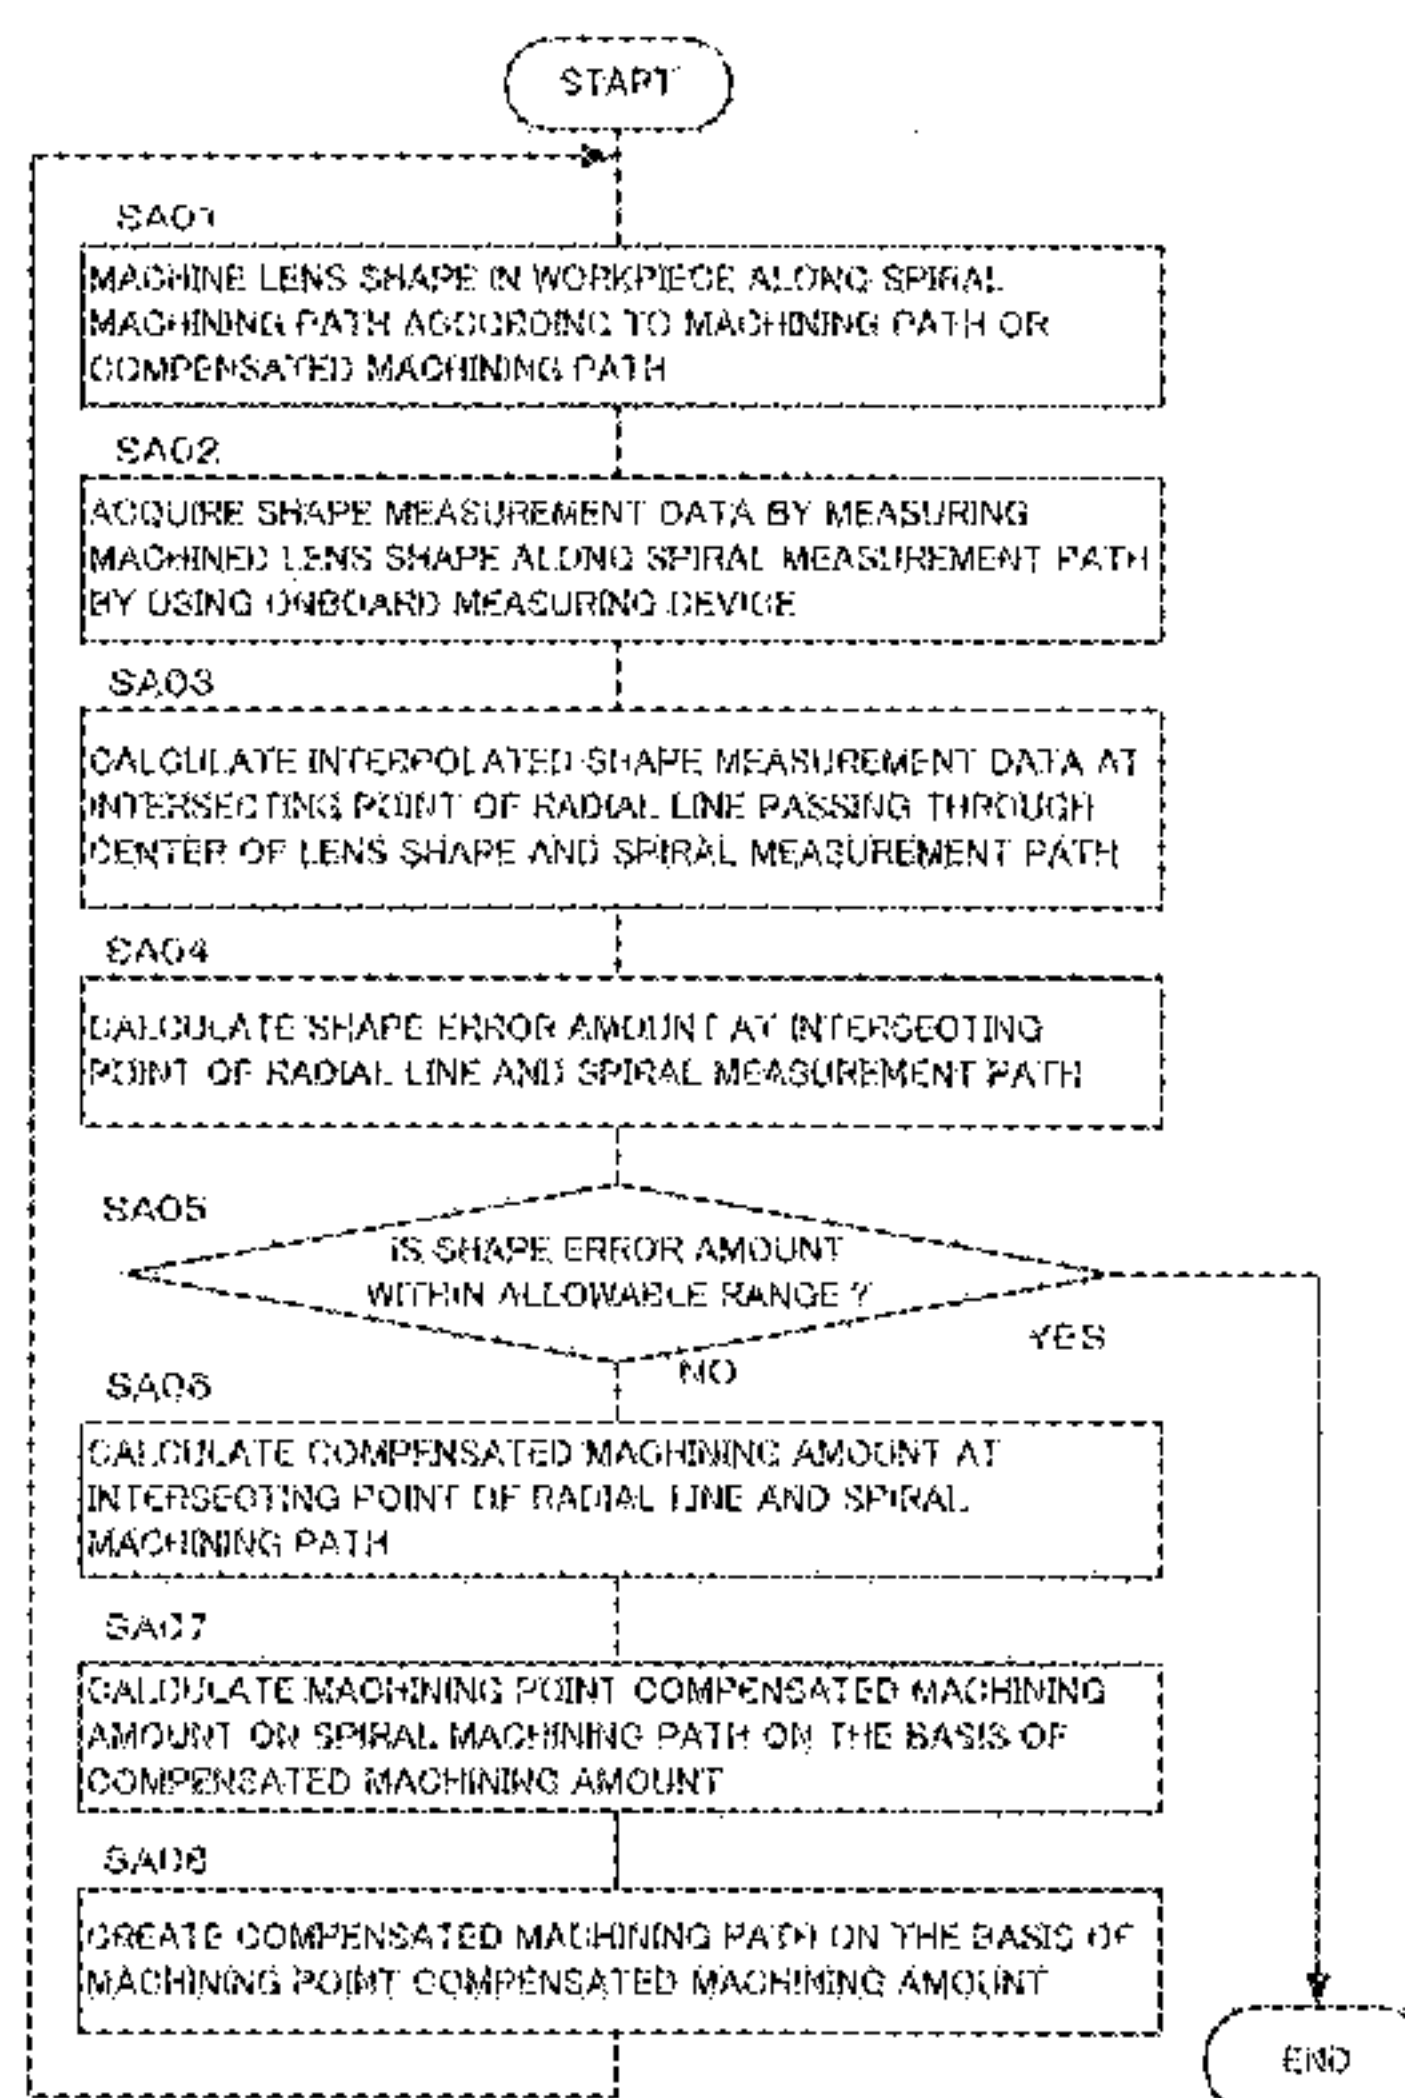 START
SA01
MACHINE LENS SHAPE IN WORKPIECE ALONG SPIRAL
MACHINING PATH ACCORDING TO MACHINING PATH OR
COMPENSATED MACHINING PATH
SA02
ACQUIRE SHAPE MEASUREMENT DATA BY MEASURING
MACHINED LENS SHAPE ALONG SPIRAL MEASUREMENT PATH
BY USING ONBOARD MEASURING DEVICE
SA03
CALCULATE INTERPOLATED SHAPE MEASUREMENT DATA AT
INTERSECTING POINT OF RADIAL LINE PASSING THROUGH
CENTER OF LENS SHAPE AND SPIRAL MEASUREMENT PATH
SA04
CALCULATE SHAPE ERROR AMOUNT AT INTERSECTING
POINT OF RADIAL LINE AND SPIRAL MEASUREMENT PATH
SA05
IS SHAPE ERROR AMOUNT
WITHIN ALLOWABLE RANGE ?
YES
NO
SA06
CALCULATE COMPENSATED MACHINING AMOUNT AT
INTERSECTING POINT OF RADIAL LINE AND SPIRAL
MACHINING PATH
SA07
CALCULATE MACHINING POINT COMPENSATED MACHINING
AMOUNT ON SPIRAL MACHINING PATH ON THE BASIS OF
COMPENSATED MACHINING AMOUNT
SA08
CREATE COMPENSATED MACHINING PATH ON THE BASIS OF
MACHINING POINT COMPENSATED MACHINING AMOUNT
END